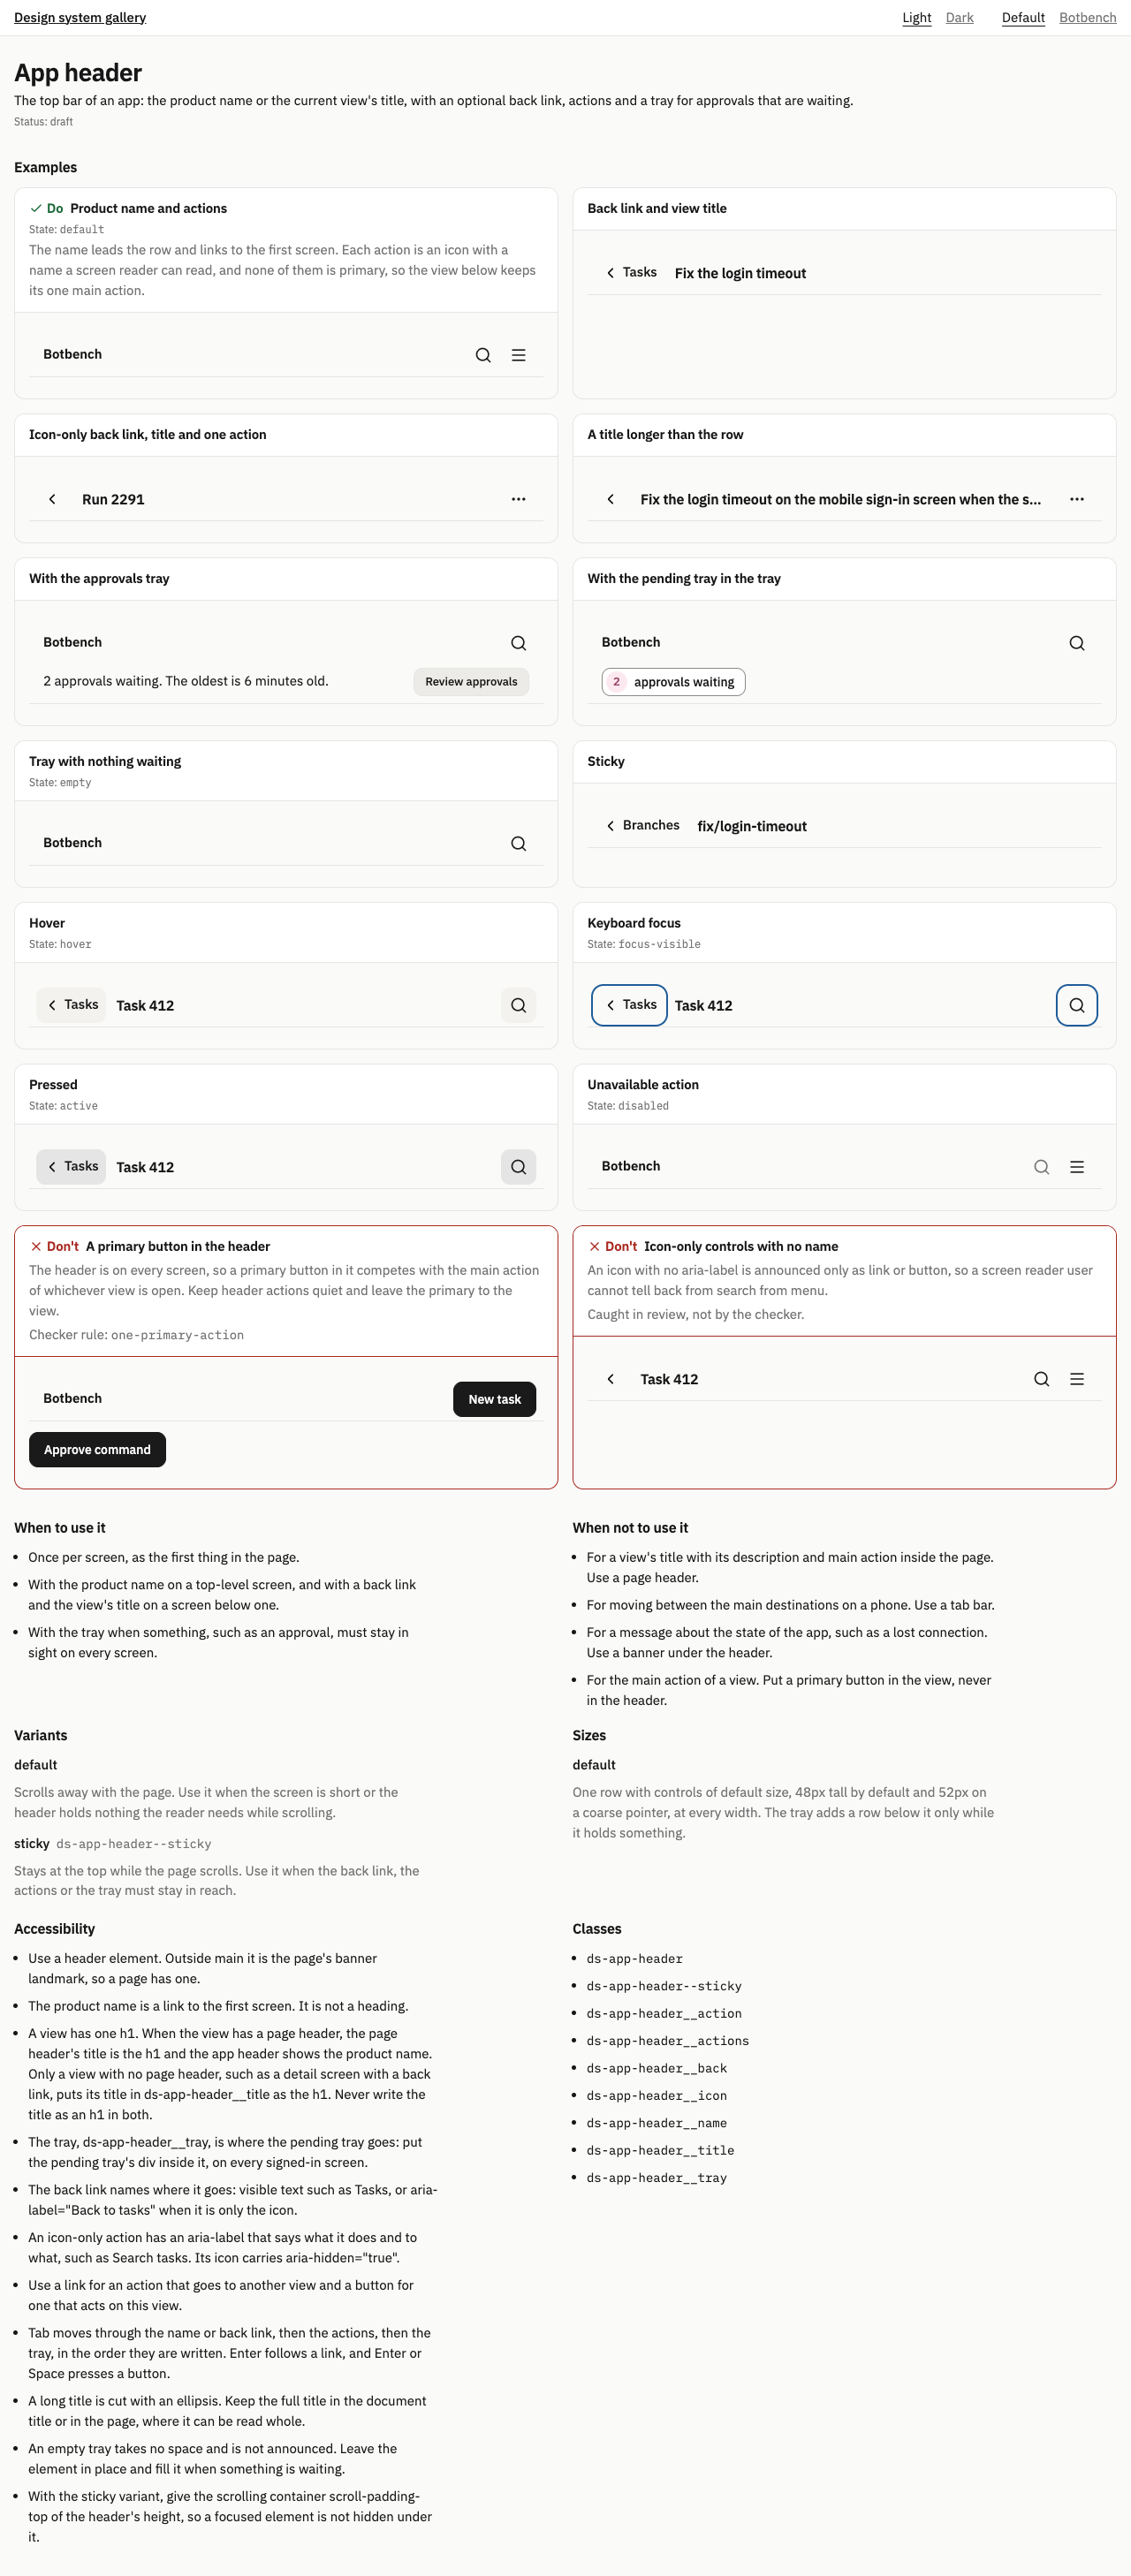 Design system gallery
Light Dark Default Botbench
App header
The top bar of an app: the product name or the current view's title, with an optional back link, actions and a tray for approvals that are waiting.
Status: draft
Examples
Do Product name and actions
State: default
The name leads the row and links to the first screen. Each action is an icon with a
name a screen reader can read, and none of them is primary, so the view below keeps
its one main action.
Botbench
Back link and view title
Tasks Fix the login timeout
Icon-only back link, title and one action
Run 2291
A title longer than the row
Fix the login timeout on the mobile sign-in screen when the s...
With the approvals tray
Botbench
2 approvals waiting. The oldest is 6 minutes old.
Review approvals
With the pending tray in the tray
Botbench
2 approvals waiting
Tray with nothing waiting
State: empty
Botbench
Sticky
Branches fix/login-timeout
Hover
State: hover
Tasks Task 412
Keyboard focus
State: focus-visible
Tasks Task 412
Pressed
State: active
Tasks Task 412
Unavailable action
State: disabled
Botbench
Don't A primary button in the header
The header is on every screen, so a primary button in it competes with the main action
of whichever view is open. Keep header actions quiet and leave the primary to the
view.
Checker rule: one-primary-action
Botbench
New task
Approve command
Don't Icon-only controls with no name
An icon with no aria-label is announced only as link or button, so a screen reader user
cannot tell back from search from menu.
Caught in review, not by the checker.
Task 412
When to use it
Once per screen, as the first thing in the page.
With the product name on a top-level screen, and with a back link
and the view's title on a screen below one.
With the tray when something, such as an approval, must stay in
sight on every screen.
When not to use it
For a view's title with its description and main action inside the page.
Use a page header.
For moving between the main destinations on a phone. Use a tab bar.
For a message about the state of the app, such as a lost connection.
Use a banner under the header.
For the main action of a view. Put a primary button in the view, never
in the header.
Variants
default
Scrolls away with the page. Use it when the screen is short or the
header holds nothing the reader needs while scrolling.
sticky ds-app-header--sticky
Stays at the top while the page scrolls. Use it when the back link, the
actions or the tray must stay in reach.
Sizes
default
One row with controls of default size, 48px tall by default and 52px on
a coarse pointer, at every width. The tray adds a row below it only while
it holds something.
Accessibility
Use a header element. Outside main it is the page's banner
landmark, so a page has one.
The product name is a link to the first screen. It is not a heading.
A view has one h1. When the view has a page header, the page
header's title is the h1 and the app header shows the product name.
Only a view with no page header, such as a detail screen with a back
link, puts its title in ds-app-header__title as the h1. Never write the
title as an h1 in both.
The tray, ds-app-header__tray, is where the pending tray goes: put
the pending tray's div inside it, on every signed-in screen.
The back link names where it goes: visible text such as Tasks, or aria-
label="Back to tasks" when it is only the icon.
An icon-only action has an aria-label that says what it does and to
what, such as Search tasks. Its icon carries aria-hidden="true".
Use a link for an action that goes to another view and a button for
one that acts on this view.
Tab moves through the name or back link, then the actions, then the
tray, in the order they are written. Enter follows a link, and Enter or
Space presses a button.
A long title is cut with an ellipsis. Keep the full title in the document
title or in the page, where it can be read whole.
An empty tray takes no space and is not announced. Leave the
element in place and fill it when something is waiting.
With the sticky variant, give the scrolling container scroll-padding-
top of the header's height, so a focused element is not hidden under
it.
Classes
ds-app-header
ds-app-header--sticky
ds-app-header__action
ds-app-header__actions
ds-app-header__back
ds-app-header__icon
ds-app-header__name
ds-app-header__title
ds-app-header__tray